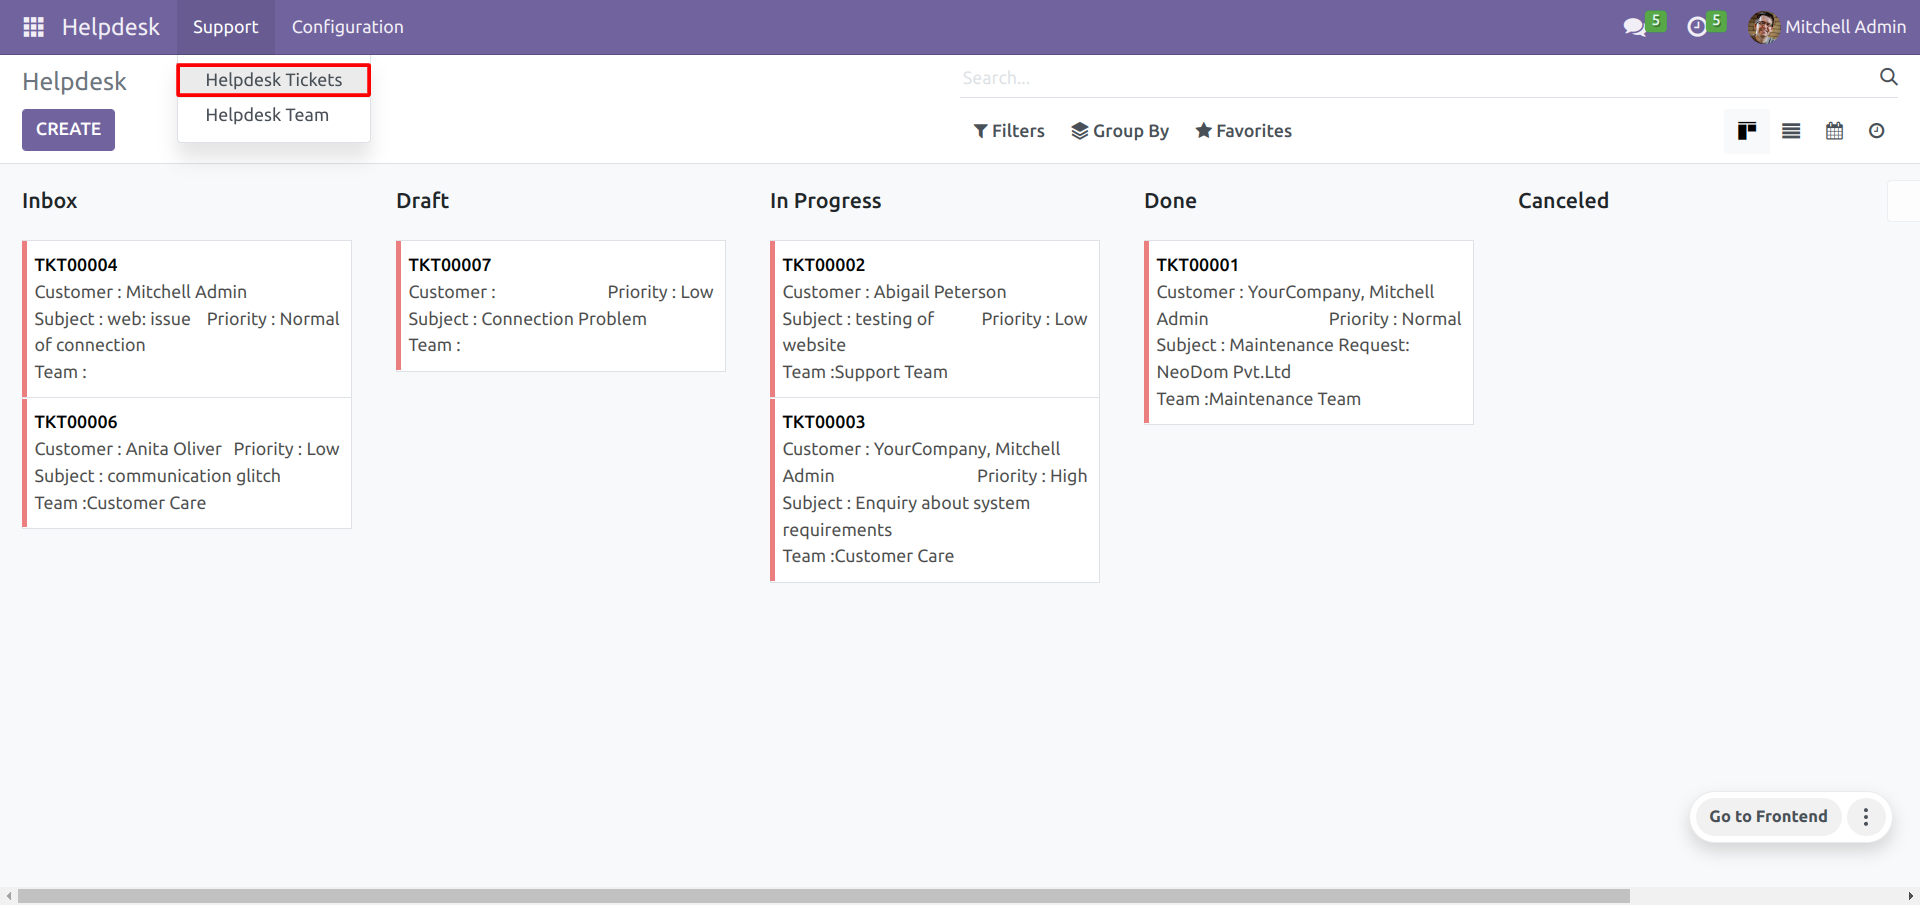 Helpdesk Support Configuration 5 5 Mitchell Admin
Helpdesk
Helpdesk Tickets
Helpdesk Team
Search...
CREATE
Filters Group By Favorites
Inbox
TKT00004
Customer : Mitchell Admin
Subject : web: issue Priority : Normal
of connection
Team :
TKT00006
Customer : Anita Oliver Priority : Low
Subject : communication glitch
Team :Customer Care
Draft
TKT00007
Customer : Priority : Low
Subject : Connection Problem
Team :
In Progress
TKT00002
Customer : Abigail Peterson
Subject : testing of Priority : Low
website
Team :Support Team
TKT00003
Customer : YourCompany, Mitchell
Admin Priority : High
Subject : Enquiry about system
requirements
Team :Customer Care
Done
TKT00001
Customer : YourCompany, Mitchell
Admin Priority : Normal
Subject : Maintenance Request:
NeoDom Pvt.Ltd
Team :Maintenance Team
Canceled
Go to Frontend